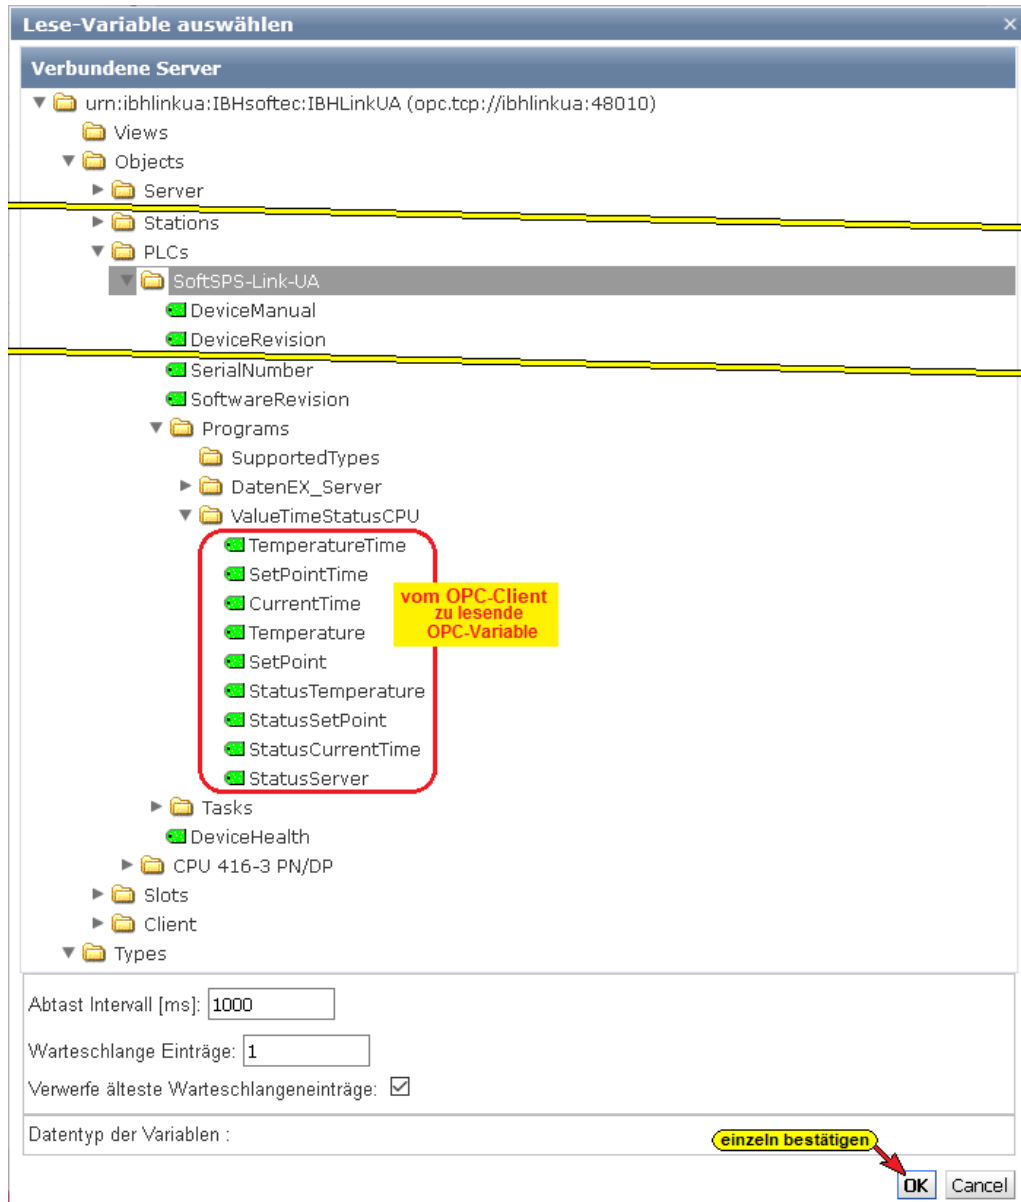 Lese-Variable auswählen
Verbundene Server
urn:ibhlinkua:IBHsoftec:IBHLinkUA (opc.tcp://ibhlinkua:48010)
Views
Objects
Server
Stations
PLCs
SoftSPS-Link-UA
DeviceManual
DeviceRevision
SerialNumber
SoftwareRevision
Programs
SupportedTypes
DatenEX_Server
ValueTimeStatusCPU
TemperatureTime
SetPointTime
CurrentTime
Temperature
SetPoint
StatusTemperature
StatusSetPoint
StatusCurrentTime
StatusServer
vom OPC-Client
zu lesende
OPC-Variable
Tasks
DeviceHealth
CPU 416-3 PN/DP
Slots
Client
Types
Abtast Intervall [ms]: 1000
Warteschlange Einträge: 1
Verwerfe älteste Warteschlangeneinträge:
Datentyp der Variablen :
einzeln bestätigen
OK Cancel